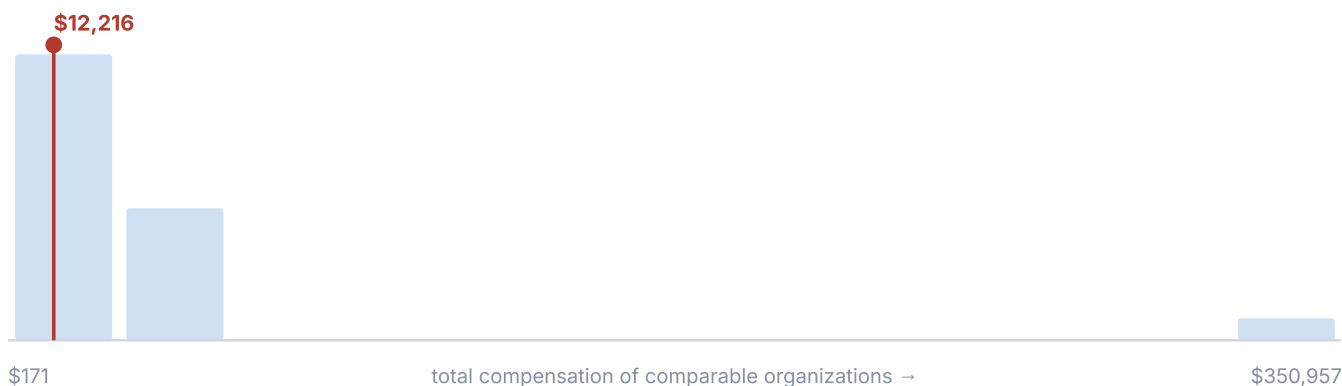 $12,216
$171 total compensation of comparable organizations → $350,957